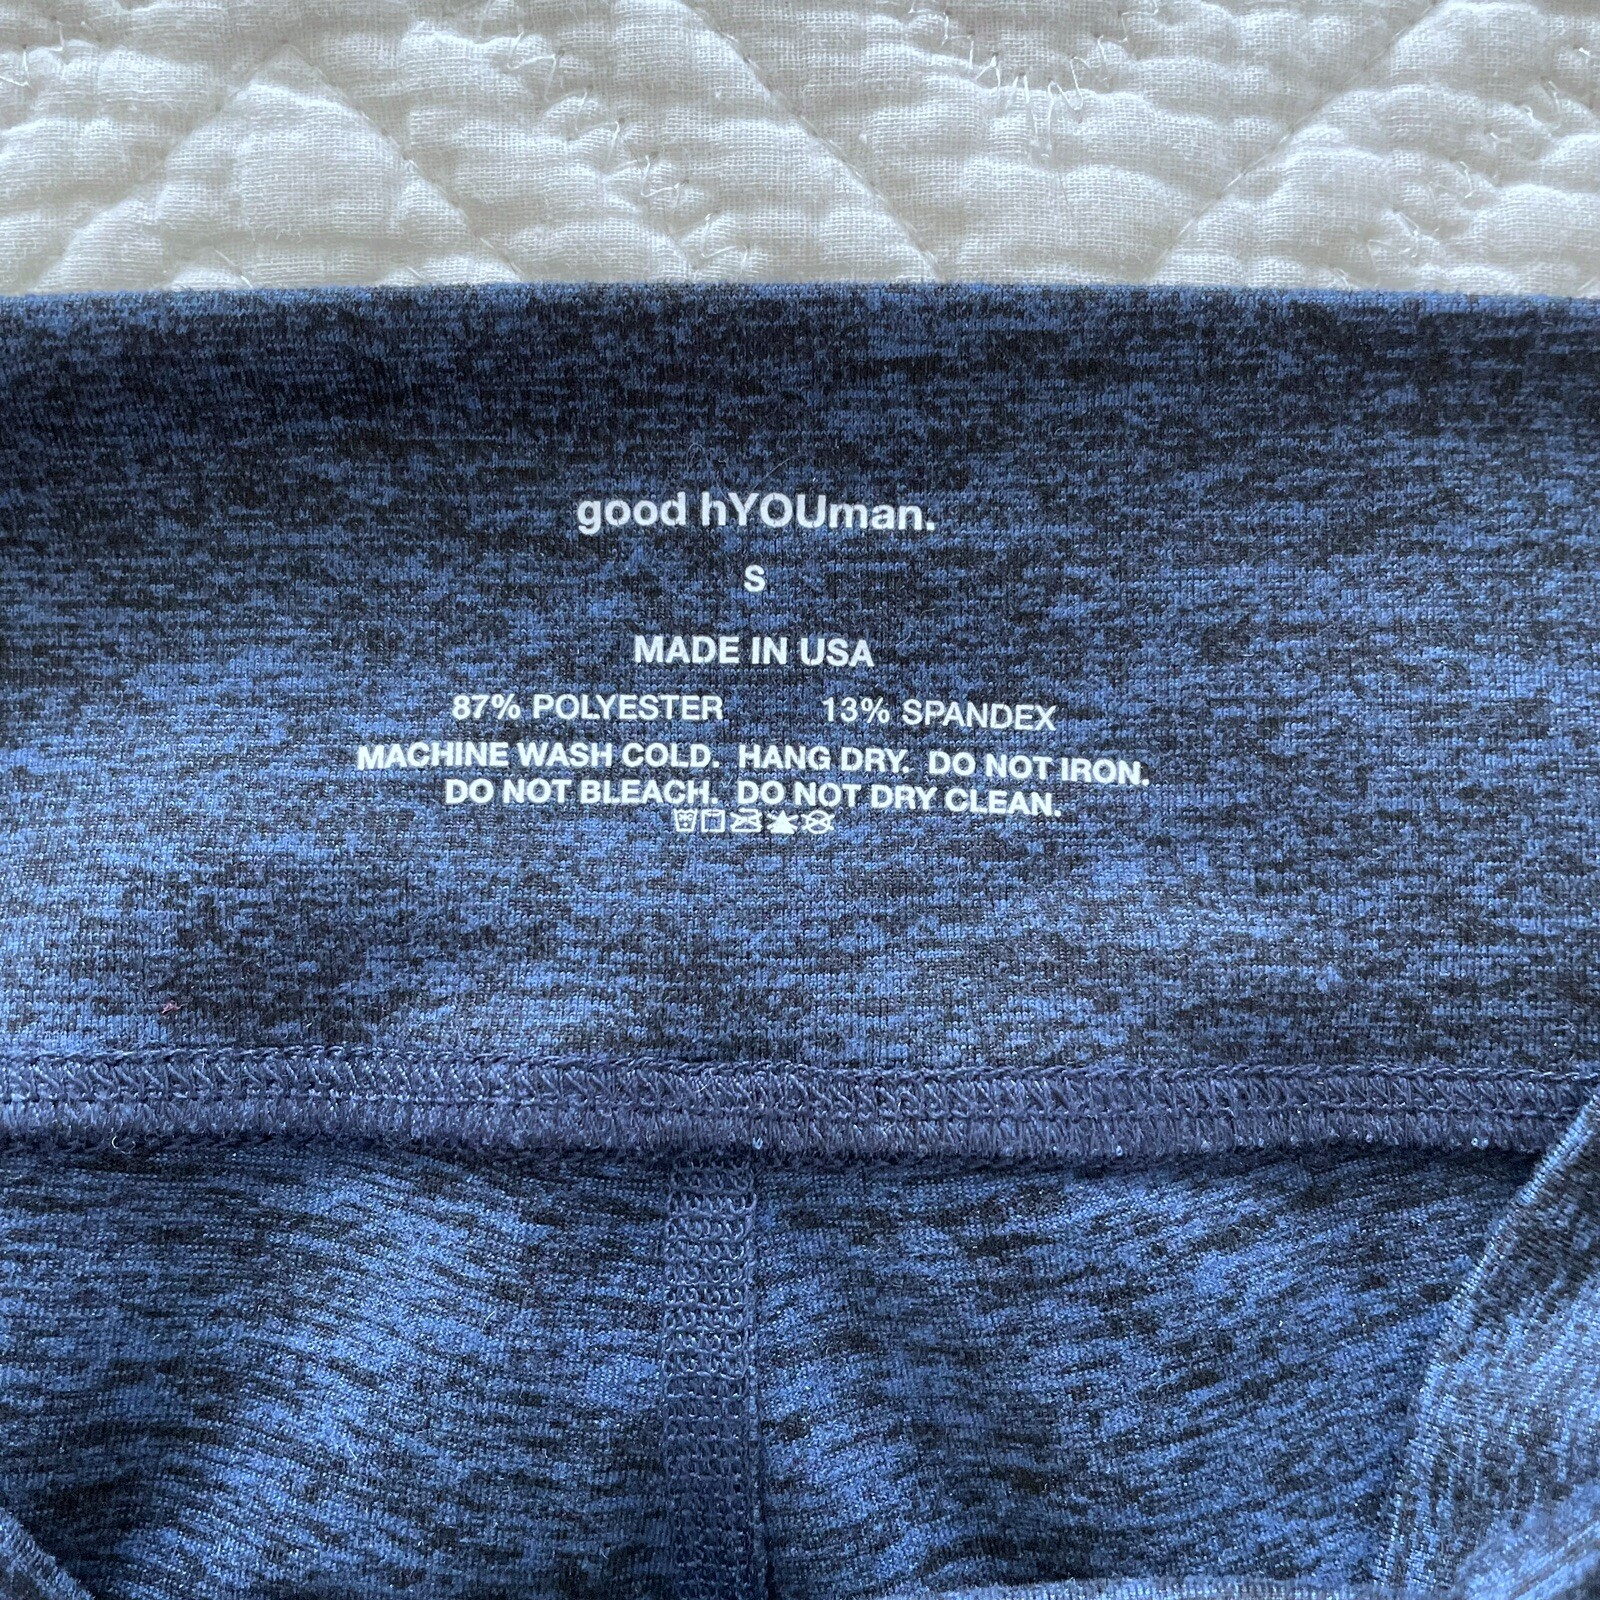 good hYOUman.
S
MADE IN USA
87% POLYESTER 13% SPANDEX
MACHINE WASH COLD. HANG DRY. DO NOT IRON.
DO NOT BLEACH. DO NOT DRY CLEAN.